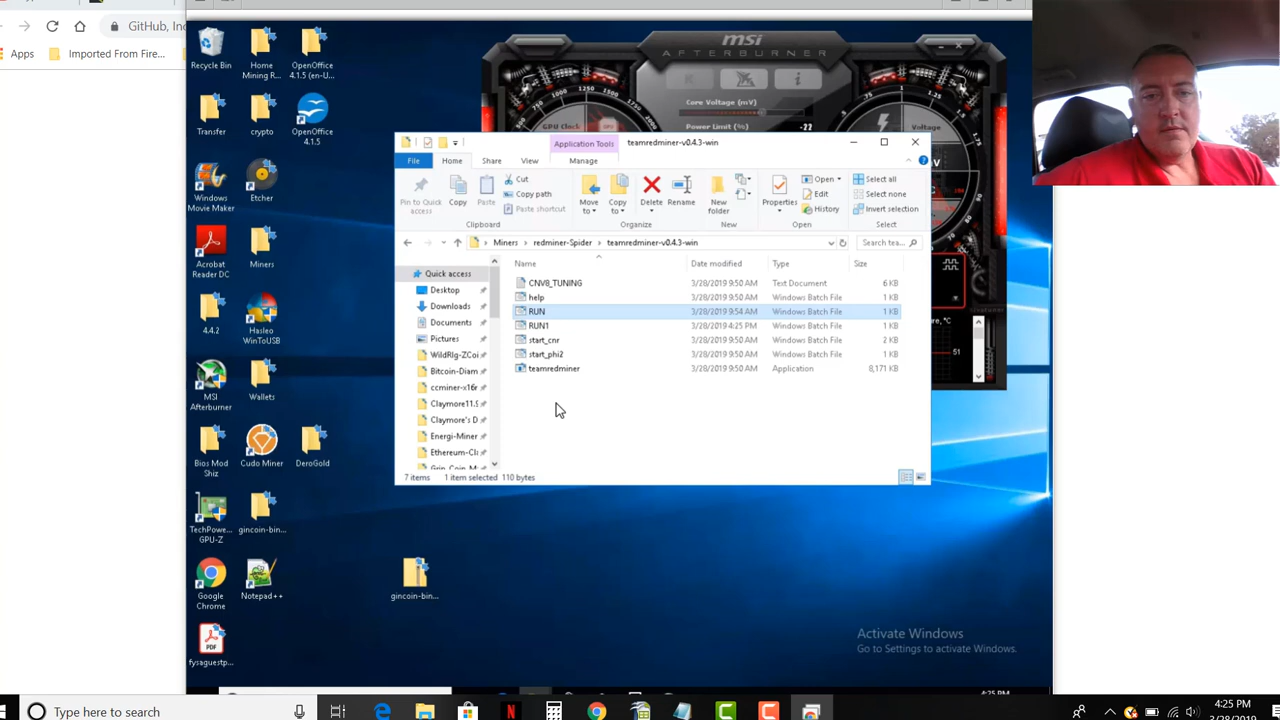 GitHub, Inc
Apps
Imported From Fire...
Recycle Bin
Home Mining R...
OpenOffice 4.1.5 (en-U...
Transfer
crypto
OpenOffice 4.1.5
Windows Movie Maker
Etcher
Acrobat Reader DC
Miners
4.4.2
Hasleo WinToUSB
MSI Afterburner
Wallets
Bios Mod Shiz
Cudo Miner
DeroGold
TechPowe... GPU-Z
gincoin-bin...
Google Chrome
Notepad++
fysaguestp...
gincoin-bin...
msi
AFTERBURNER
Core Voltage (mV)
Power Limit (%)
-22
GPU Clock
Voltage
51
Application Tools
teamredminer-v0.4.3-win
File
Home
Share
View
Manage
Pin to Quick access
Copy
Paste
Cut
Copy path
Paste shortcut
Clipboard
Move to
Copy to
Delete
Rename
Organize
New folder
New
Properties
Open
Edit
History
Open
Select all
Select none
Invert selection
Select
Miners > redminer-Spider > teamredminer-v0.4.3-win
Search tea...
Name
Date modified
Type
Size
CNV8_TUNING 3/28/2019 9:50 AM Text Document 6 KB
help 3/28/2019 9:50 AM Windows Batch File 1 KB
RUN 3/28/2019 9:54 AM Windows Batch File 1 KB
RUN1 3/28/2019 4:25 PM Windows Batch File 1 KB
start_cnr 3/28/2019 9:50 AM Windows Batch File 2 KB
start_phi2 3/28/2019 9:50 AM Windows Batch File 1 KB
teamredminer 3/28/2019 9:50 AM Application 8,171 KB
Quick access
Desktop
Downloads
Documents
Pictures
WildRIg-ZCoi
Bitcoin-Diam
ccminer-x16r
Claymore11.9
Claymore's D
Energi-Miner
Ethereum-Cla
Grin_Coin_M
7 items
1 item selected 110 bytes
Activate Windows
Go to Settings to activate Windows.
4:25 PM
Type here to search
4:25 PM
3/28/2019